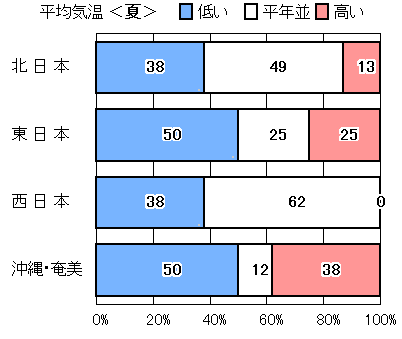 平均気温 <夏> 低い 平年並 高い
北日本 38 49 13
東日本 50 25 25
西日本 38 62 0
沖縄・奄美 50 12 38
0% 20% 40% 60% 80% 100%